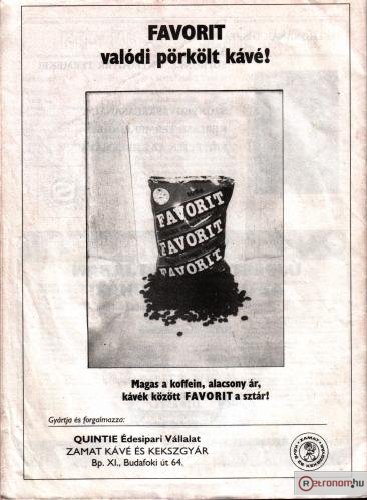 FAVORIT
valódi pörkölt kávé!
FAVORIT
FAVORIT
FAVORIT
Magas a koffein, alacsony ár,
kávék között FAVORIT a sztár!
Gyártja és forgalmazza:
QUINTIE Édesipari Vállalat
ZAMAT KÁVÉ ÉS KEKSZGYÁR
Bp. XI., Budafoki út 64.
ZAMAT
Retronom.hu